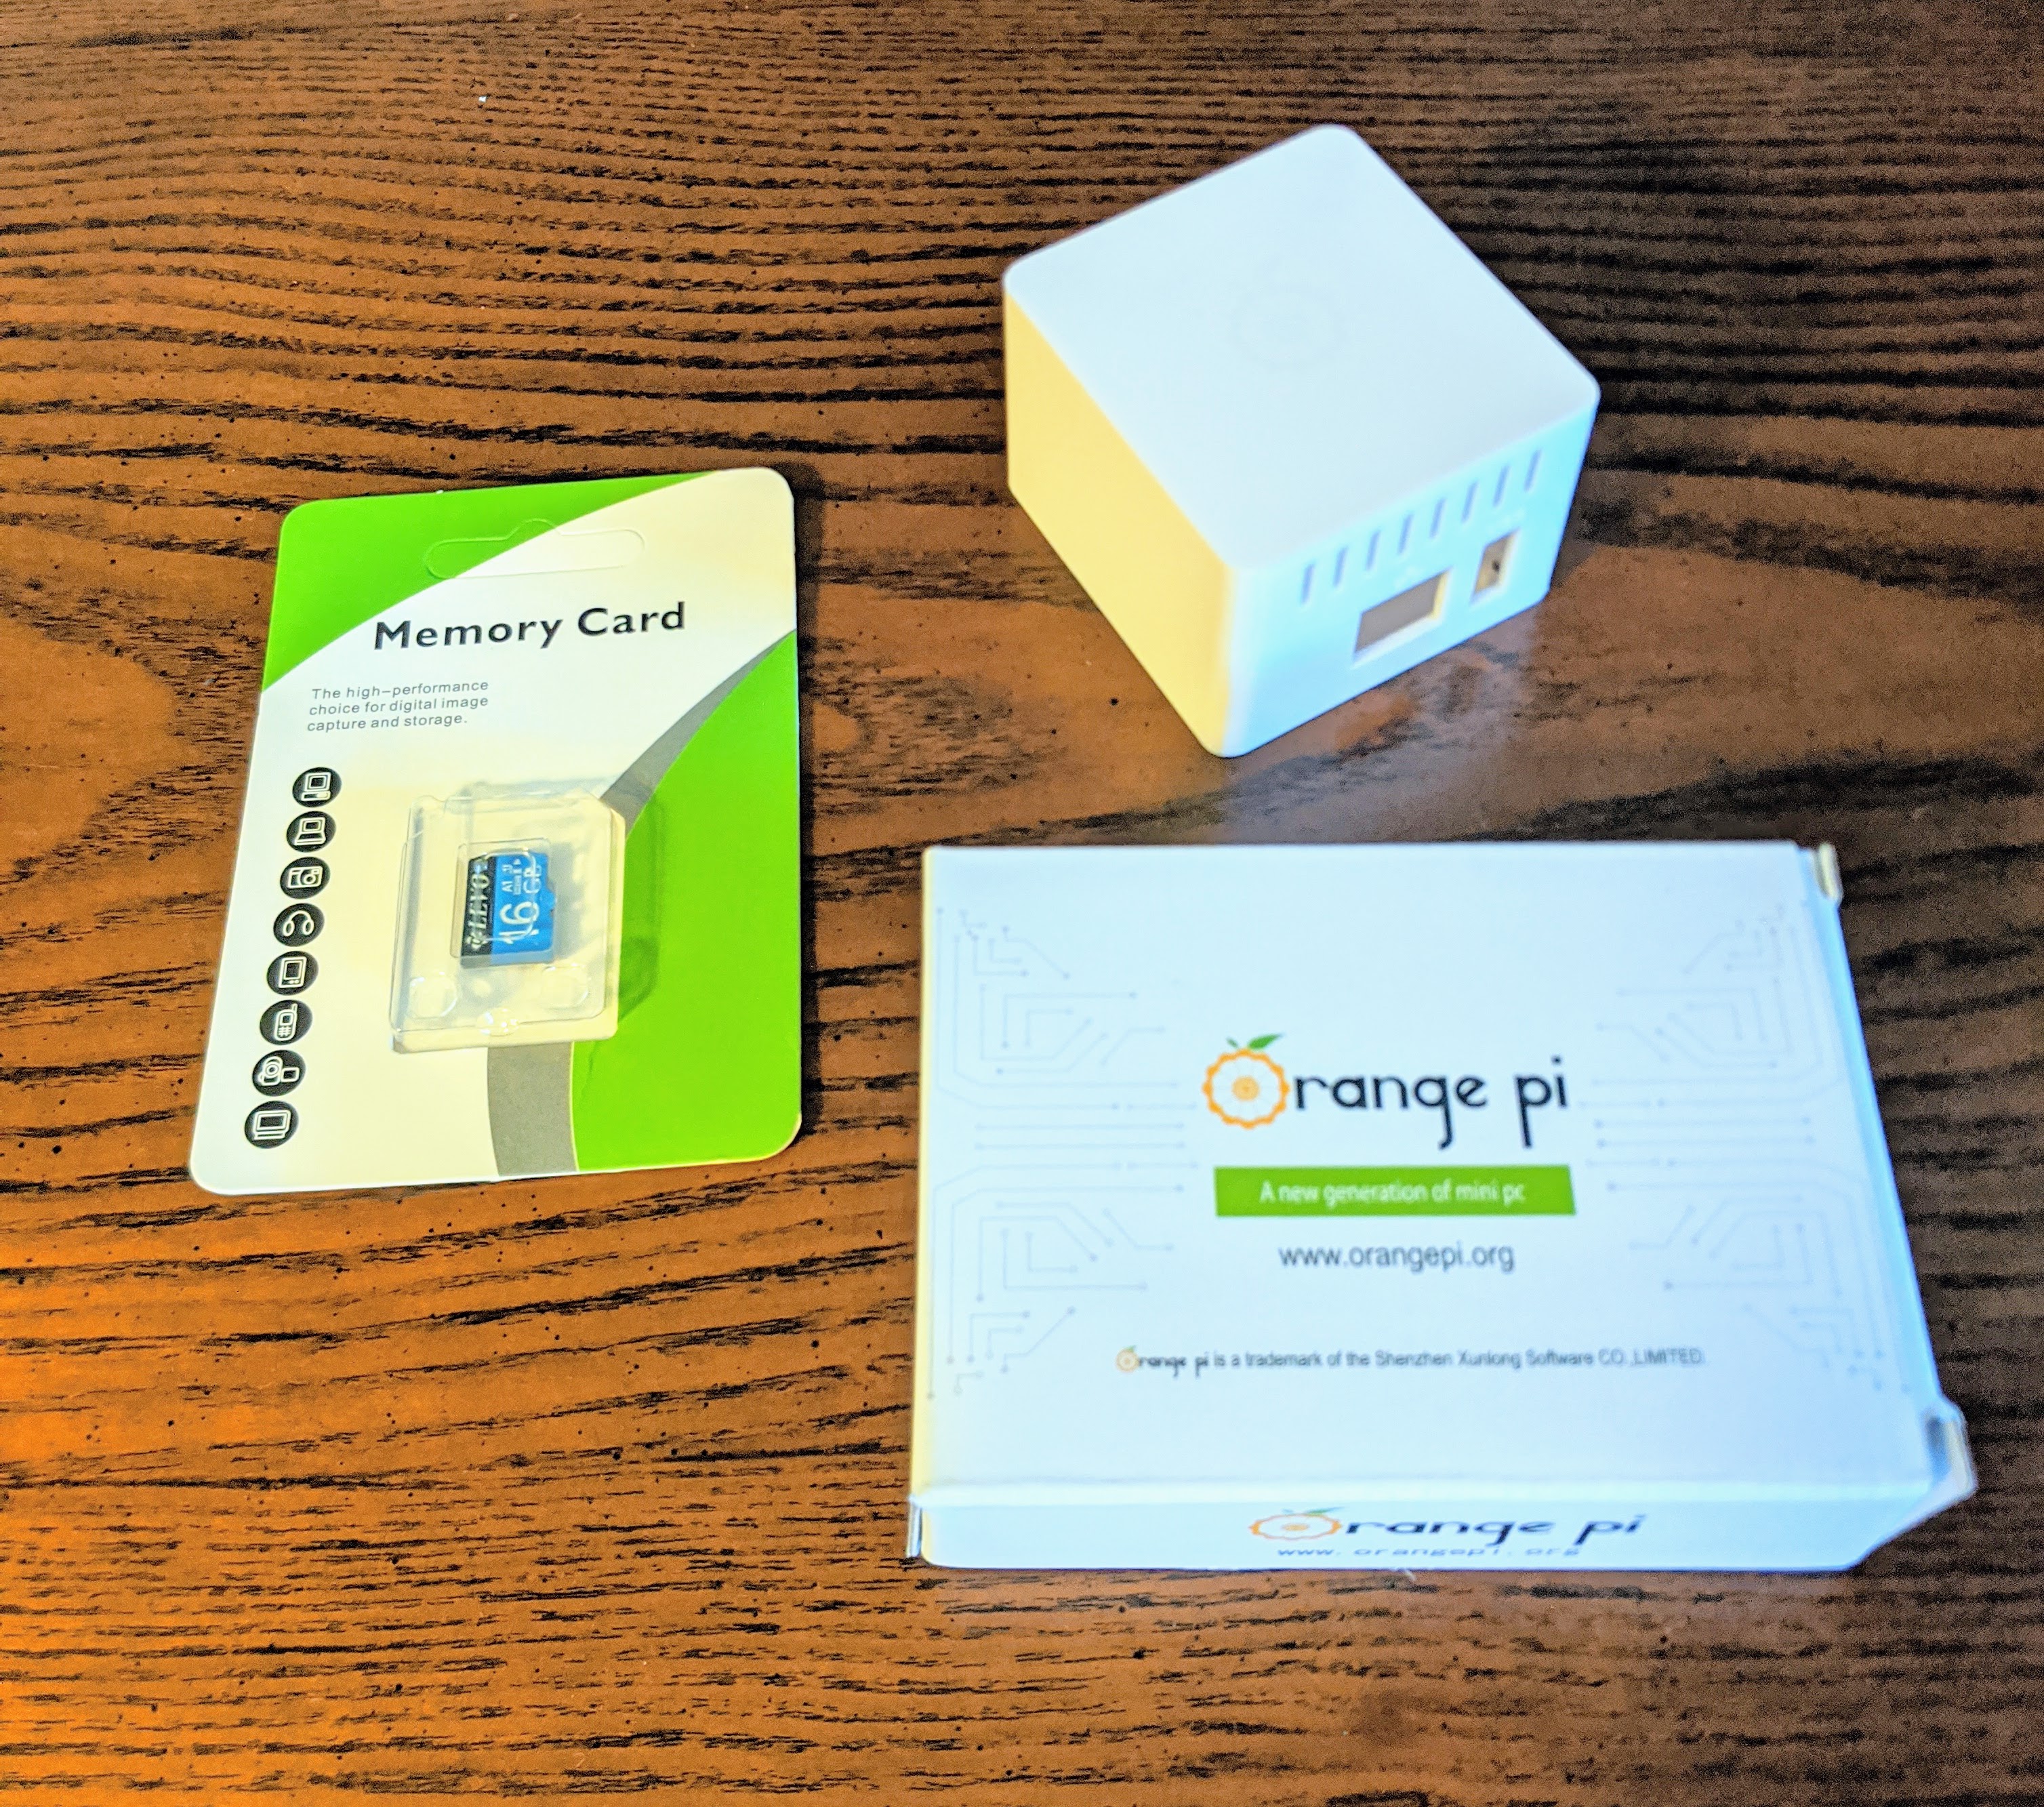 Memory Card
The high-performance
choice for digital image
capture and storage.
A1
16 GB
Orange pi
A new generation of mini pc
www.orangepi.org
Orange pi is a trademark of the Shenzhen Xunlong Software CO.,LIMITED.
Orange pi
www.orangepi.org